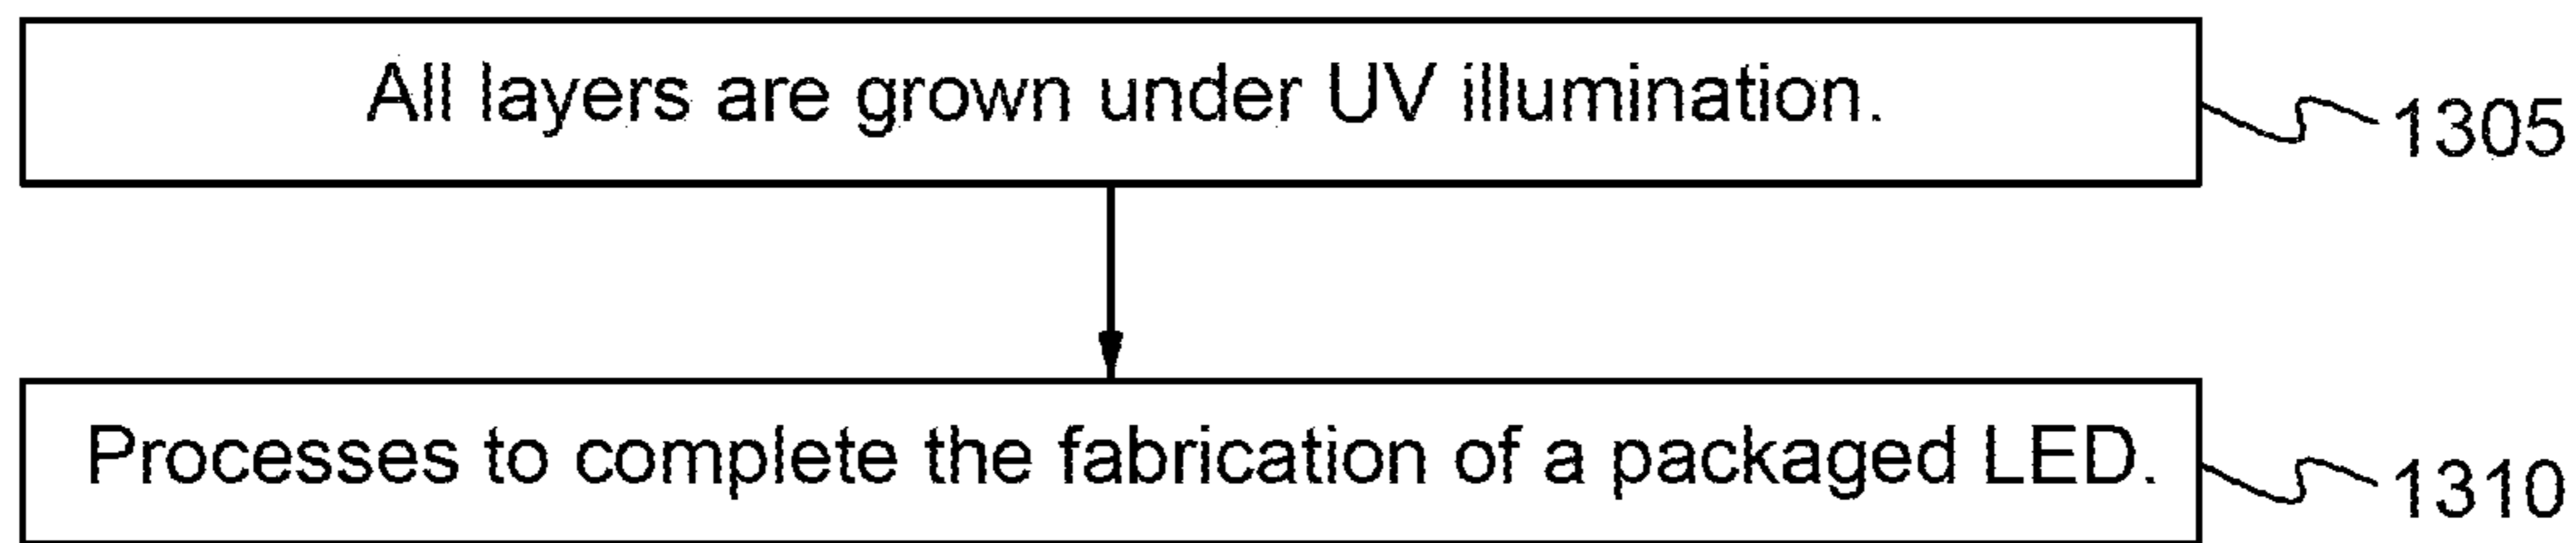 All layers are grown under UV illumination.
1305
Processes to complete the fabrication of a packaged LED.
1310